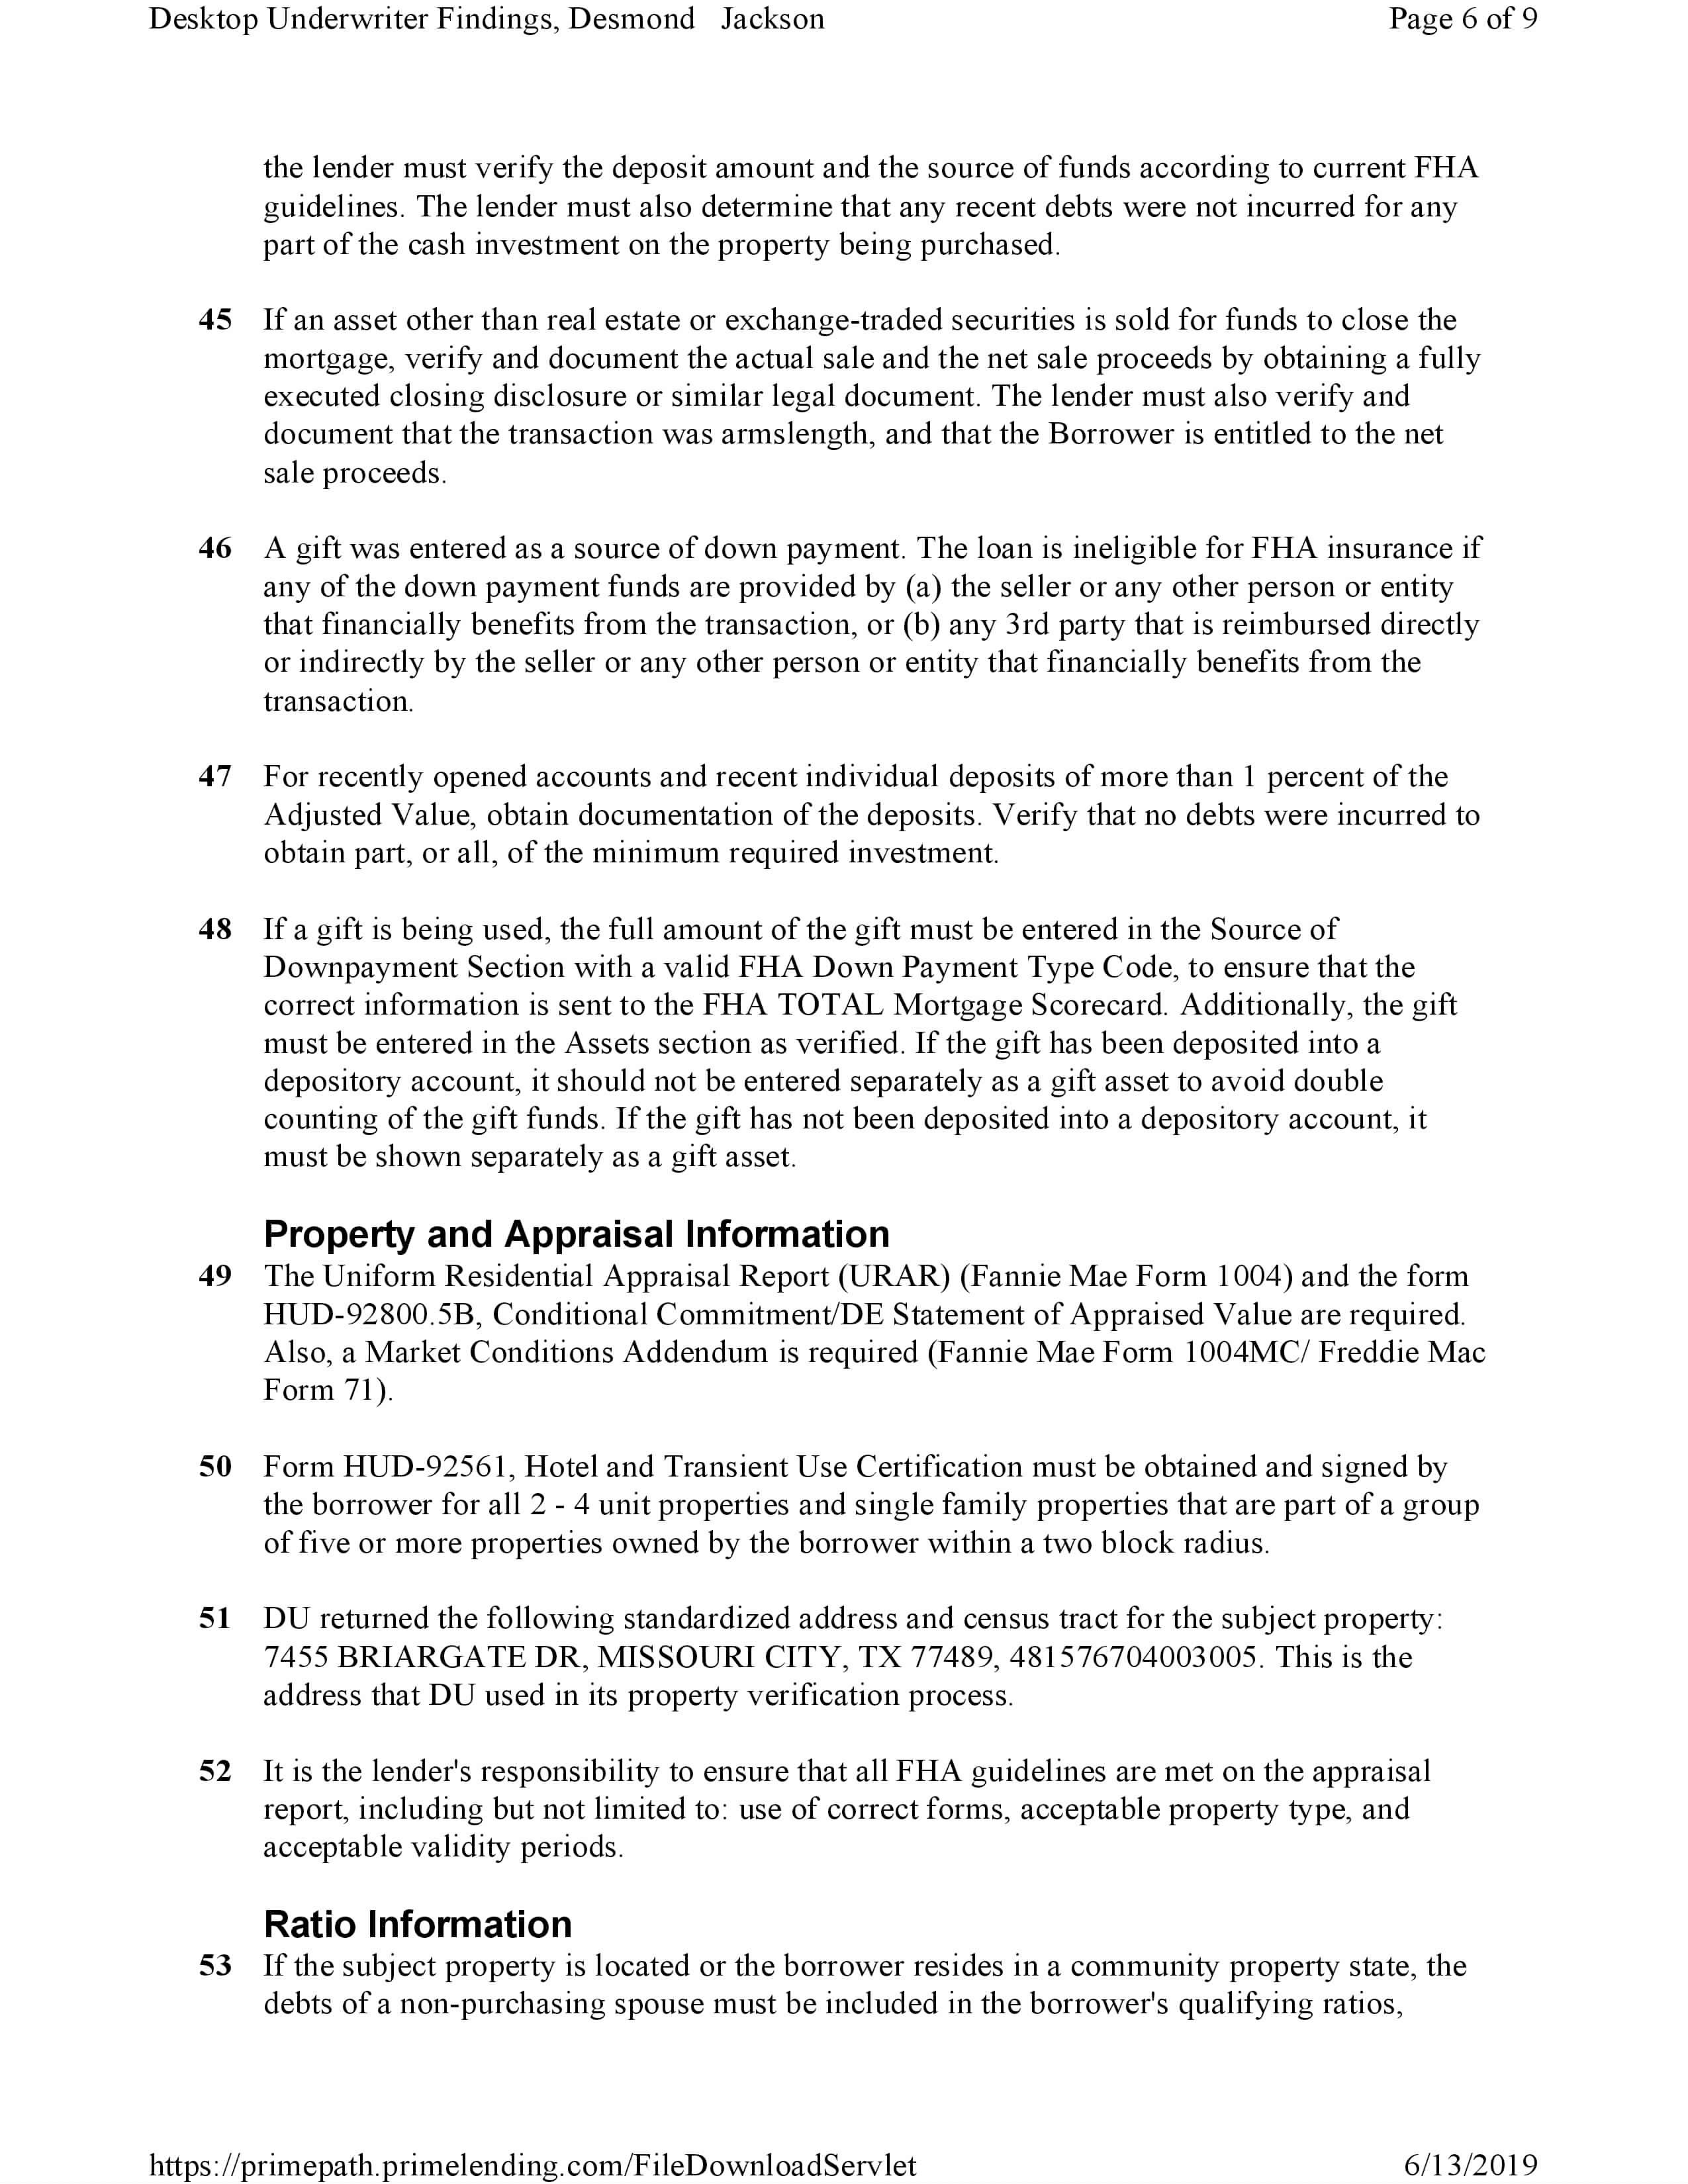 Desktop Underwriter Findings, Desmond Jackson Page 6 of 9
the lender must verify the deposit amount and the source of funds according to current FHA
guidelines. The lender must also determine that any recent debts were not incurred for any
part of the cash investment on the property being purchased.
45 If an asset other than real estate or exchange-traded securities is sold for funds to close the
mortgage, verify and document the actual sale and the net sale proceeds by obtaining a fully
executed closing disclosure or similar legal document. The lender must also verify and
document that the transaction was armslength, and that the Borrower is entitled to the net
sale proceeds.
46 A gift was entered as a source of down payment. The loan is ineligible for FHA insurance if
any of the down payment funds are provided by (a) the seller or any other person or entity
that financially benefits from the transaction, or (b) any 3rd party that is reimbursed directly
or indirectly by the seller or any other person or entity that financially benefits from the
transaction.
47 For recently opened accounts and recent individual deposits of more than 1 percent of the
Adjusted Value, obtain documentation of the deposits. Verify that no debts were incurred to
obtain part, or all, of the minimum required investment.
48 If a gift is being used, the full amount of the gift must be entered in the Source of
Downpayment Section with a valid FHA Down Payment Type Code, to ensure that the
correct information is sent to the FHA TOTAL Mortgage Scorecard. Additionally, the gift
must be entered in the Assets section as verified. If the gift has been deposited into a
depository account, it should not be entered separately as a gift asset to avoid double
counting of the gift funds. If the gift has not been deposited into a depository account, it
must be shown separately as a gift asset.
Property and Appraisal Information
49 The Uniform Residential Appraisal Report (URAR) (Fannie Mae Form 1004) and the form
HUD-92800.5B, Conditional Commitment/DE Statement of Appraised Value are required.
Also, a Market Conditions Addendum is required (Fannie Mae Form 1004MC/ Freddie Mac
Form 71).
50 Form HUD-92561, Hotel and Transient Use Certification must be obtained and signed by
the borrower for all 2 - 4 unit properties and single family properties that are part of a group
of five or more properties owned by the borrower within a two block radius.
51 DU returned the following standardized address and census tract for the subject property:
7455 BRIARGATE DR, MISSOURI CITY, TX 77489, 481576704003005. This is the
address that DU used in its property verification process.
52 It is the lender's responsibility to ensure that all FHA guidelines are met on the appraisal
report, including but not limited to: use of correct forms, acceptable property type, and
acceptable validity periods.
Ratio Information
53 If the subject property is located or the borrower resides in a community property state, the
debts of a non-purchasing spouse must be included in the borrower's qualifying ratios,
https://primepath.primelending.com/FileDownloadServlet 6/13/2019